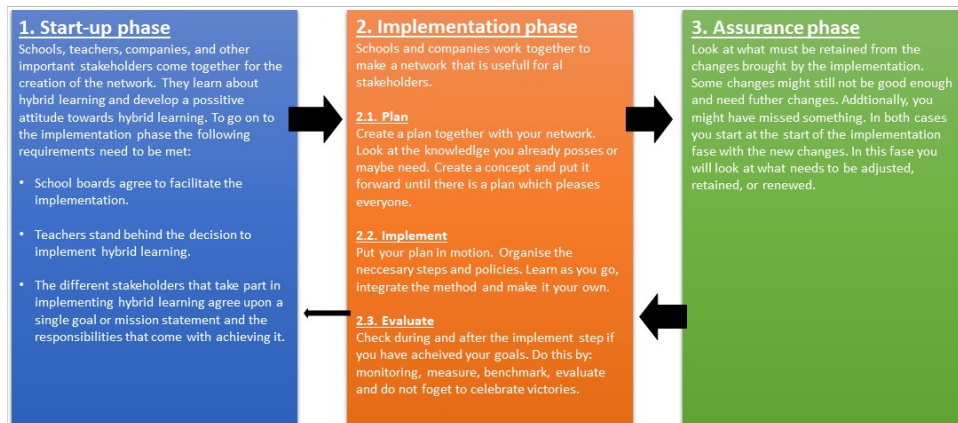 1. Start-up phase
Schools, teachers, companies, and other
important stakeholders come together for the
creation of the network. They learn about
hybrid learning and develop a possitive
attitude towards hybrid learning. To go on to
the implementation phase the following
requirements need to be met:
• School boards agree to facilitate the
implementation.
• Teachers stand behind the decision to
implement hybrid learning.
• The different stakeholders that take part in
implementing hybrid learning agree upon a
single goal or mission statement and the
responsibilities that come with achieving it.
2. Implementation phase
Schools and companies work together to
make a network that is usefull for al
stakeholders.
2.1. Plan
Create a plan together with your network.
Look at the knowledlge you already posses or
maybe need. Create a concept and put it
forward until there is a plan which pleases
everyone.
2.2. Implement
Put your plan in motion. Organise the
neccesary steps and policies. Learn as you go,
integrate the method and make it your own.
2.3. Evaluate
Check during and after the implement step if
you have acheived your goals. Do this by:
monitoring, measure, benchmark, evaluate
and do not foget to celebrate victories.
3. Assurance phase
Look at what must be retained from the
changes brought by the implementation.
Some changes might still not be good enough
and need futher changes. Addtionally, you
might have missed something. In both cases
you start at the start of the implementation
fase with the new changes. In this fase you
will look at what needs to be adjusted,
retained, or renewed.